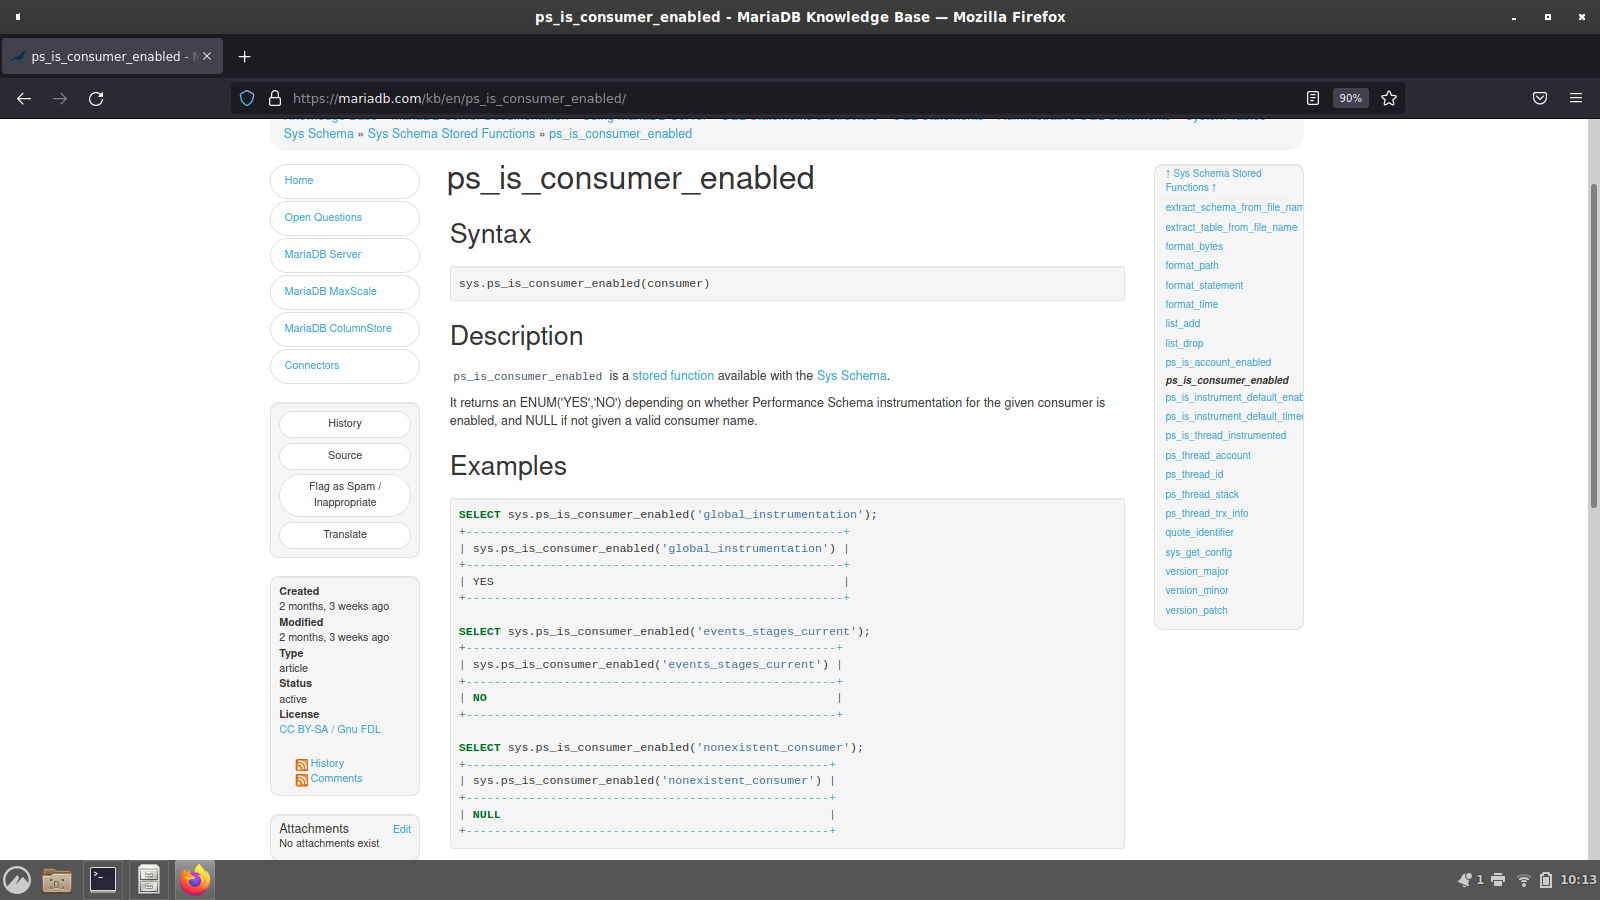 ps_is_consumer_enabled - MariaDB Knowledge Base — Mozilla Firefox
ps_is_consumer_enabled -
https://mariadb.com/kb/en/ps_is_consumer_enabled/
90%
Sys Schema » Sys Schema Stored Functions » ps_is_consumer_enabled
Home
Open Questions
MariaDB Server
MariaDB MaxScale
MariaDB ColumnStore
Connectors
History
Source
Flag as Spam /
Inappropriate
Translate
Created
2 months, 3 weeks ago
Modified
2 months, 3 weeks ago
Type
article
Status
active
License
CC BY-SA / Gnu FDL
History
Comments
Attachments Edit
No attachments exist
ps_is_consumer_enabled
Syntax
sys.ps_is_consumer_enabled(consumer)
Description
ps_is_consumer_enabled is a stored function available with the Sys Schema.
It returns an ENUM('YES','NO') depending on whether Performance Schema instrumentation for the given consumer is
enabled, and NULL if not given a valid consumer name.
Examples
SELECT sys.ps_is_consumer_enabled('global_instrumentation');
+------------------------------------------------------+
| sys.ps_is_consumer_enabled('global_instrumentation') |
+------------------------------------------------------+
| YES                                                  |
+------------------------------------------------------+
SELECT sys.ps_is_consumer_enabled('events_stages_current');
+-----------------------------------------------------+
| sys.ps_is_consumer_enabled('events_stages_current') |
+-----------------------------------------------------+
| NO                                                  |
+-----------------------------------------------------+
SELECT sys.ps_is_consumer_enabled('nonexistent_consumer');
+----------------------------------------------------+
| sys.ps_is_consumer_enabled('nonexistent_consumer') |
+----------------------------------------------------+
| NULL                                               |
+----------------------------------------------------+
↑ Sys Schema Stored
Functions ↑
extract_schema_from_file_nam
extract_table_from_file_name
format_bytes
format_path
format_statement
format_time
list_add
list_drop
ps_is_account_enabled
ps_is_consumer_enabled
ps_is_instrument_default_enab
ps_is_instrument_default_timed
ps_is_thread_instrumented
ps_thread_account
ps_thread_id
ps_thread_stack
ps_thread_trx_info
quote_identifier
sys_get_config
version_major
version_minor
version_patch
1
10:13